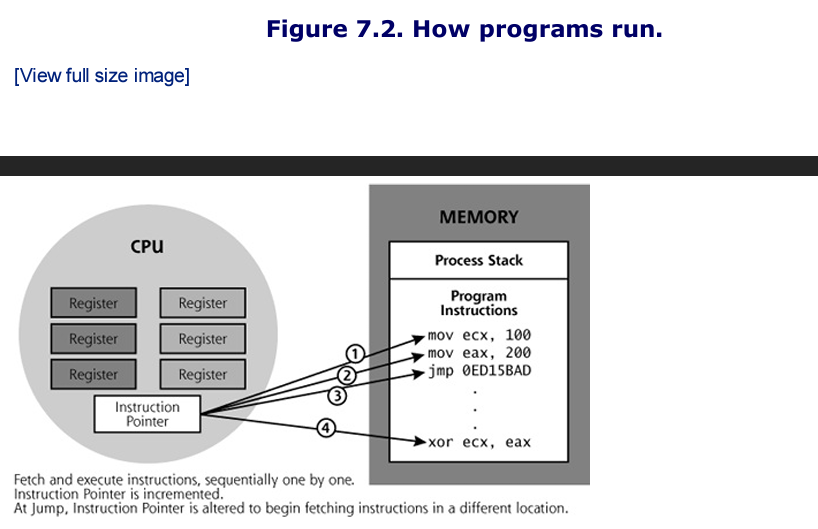 Figure 7.2. How programs run.
[View full size image]
CPU
Register Register
Register Register
Register Register
Instruction
Pointer
1
2
3
4
MEMORY
Process Stack
Program
Instructions
mov ecx, 100
mov eax, 200
jmp 0ED15BAD
.
.
.
xor ecx, eax
Fetch and execute instructions, sequentially one by one.
Instruction Pointer is incremented.
At Jump, Instruction Pointer is altered to begin fetching instructions in a different location.